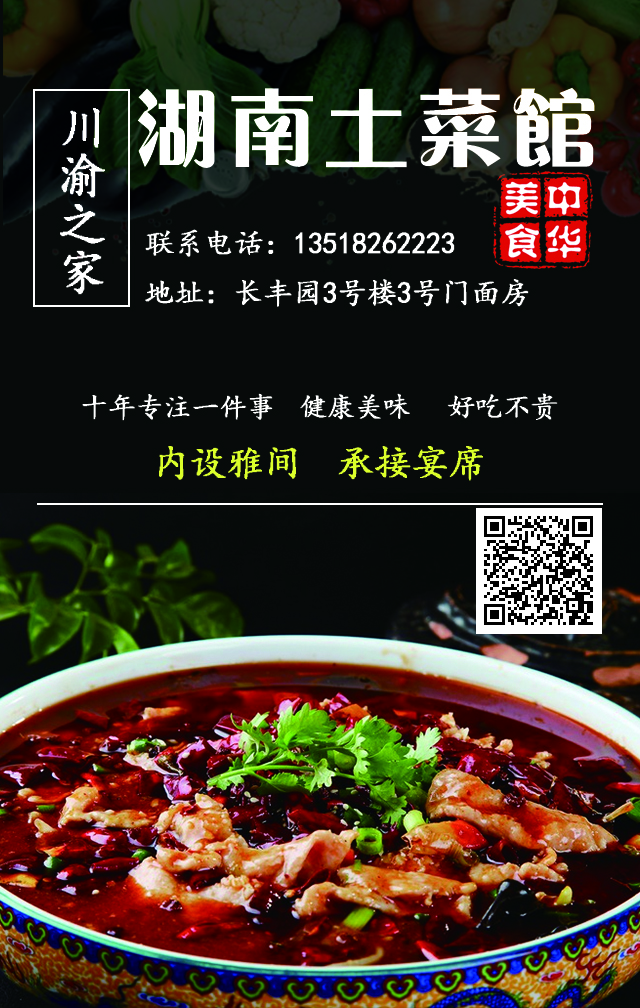 川渝之家
湖南土菜館
中华
美食
联系电话：13518262223
地址：长丰园3号楼3号门面房
十年专注一件事 健康美味 好吃不贵
内设雅间 承接宴席